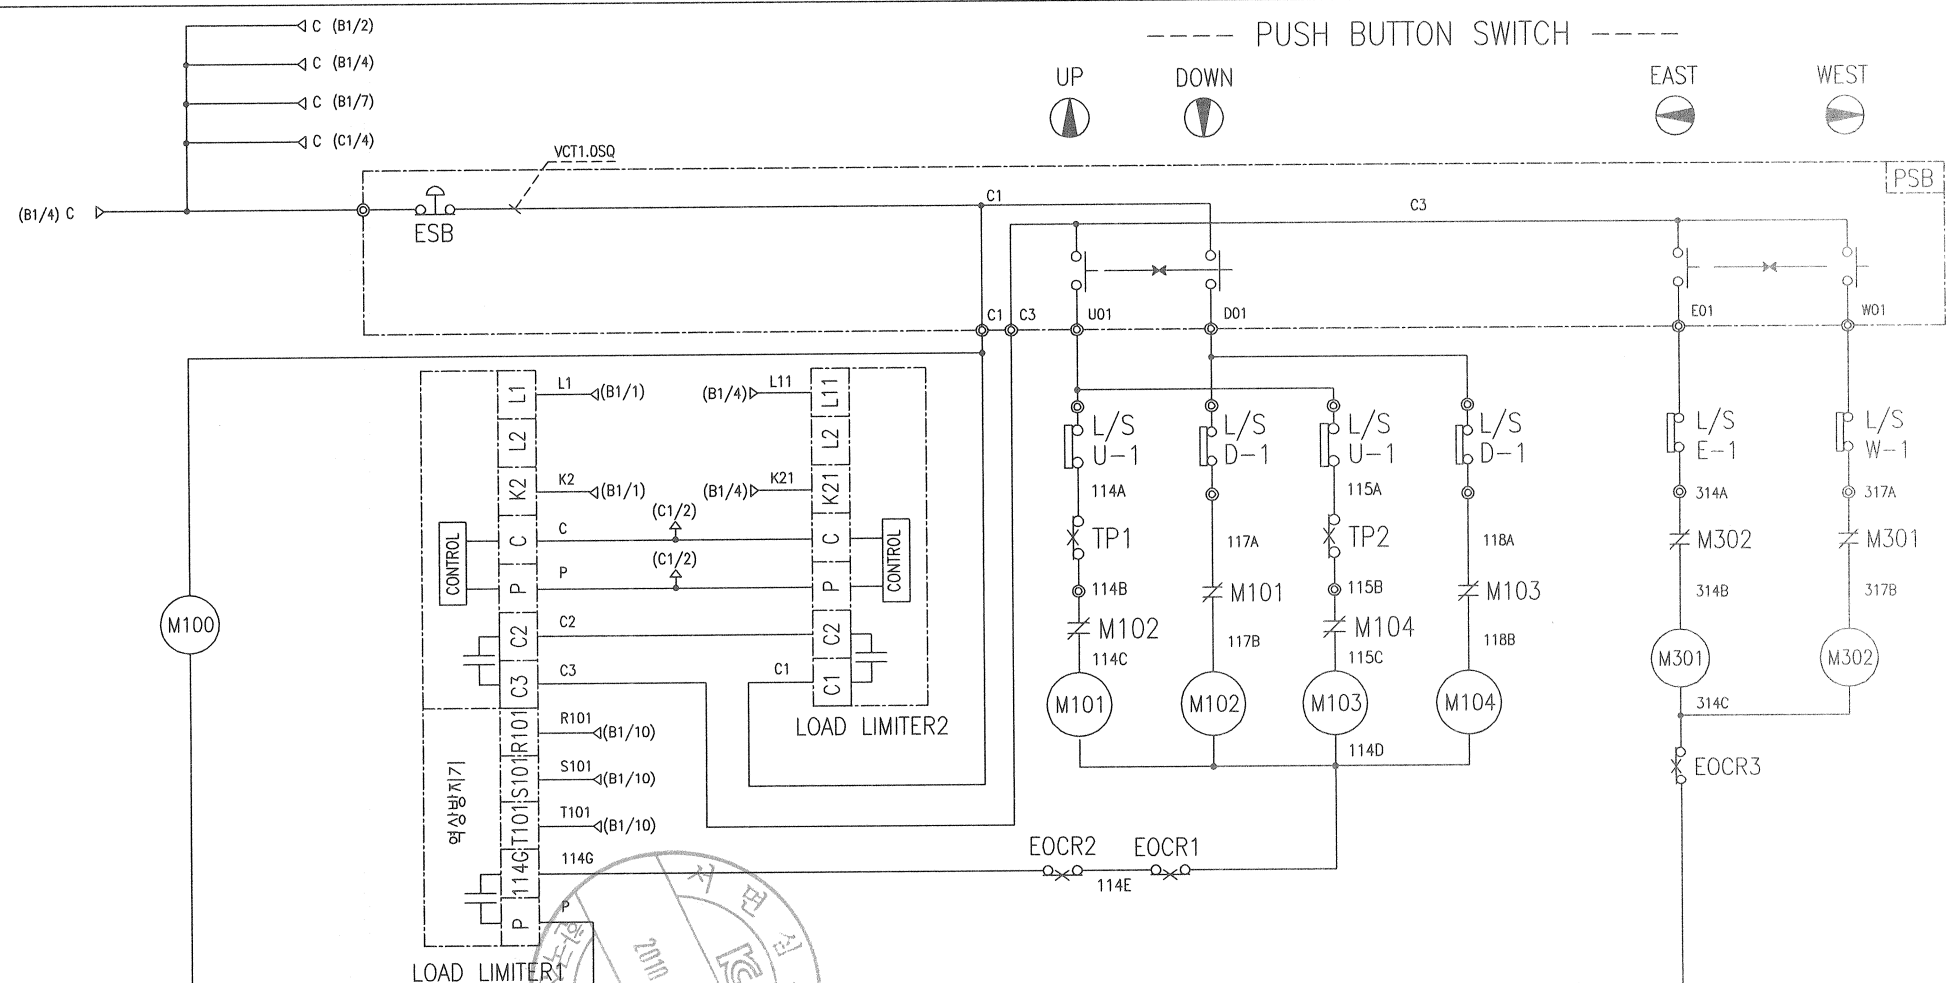 C (B1/2)
C (B1/4)
C (B1/7)
C (C1/4)
---- PUSH BUTTON SWITCH ----
UP
DOWN
EAST
WEST
VCT1.0SQ
PSB
(B1/4) C
ESB
C1
C3
C1
C3
U01
D01
E01
W01
L1
L1
(B1/1)
(B1/4)
L11
L11
L2
L2
K2
K2
(B1/1)
(B1/4)
K21
K21
(C1/2)
CONTROL
C
C
C
CONTROL
(C1/2)
P
P
P
C2
C2
C2
C3
C3
C1
C1
LOAD LIMITER2
R101
R101
(B1/10)
S101
S101
(B1/10)
T101
T101
(B1/10)
역상방지기
114G
114G
P
P
LOAD LIMITER1
M100
L/S
U-1
L/S
D-1
L/S
U-1
L/S
D-1
L/S
E-1
L/S
W-1
114A
115A
314A
317A
TP1
117A
TP2
118A
M302
M301
114B
M101
115B
M103
314B
317B
M102
117B
M104
118B
114C
115C
M301
M302
M101
M102
M103
M104
314C
114D
EOCR3
EOCR2
EOCR1
114E
서면심
2010